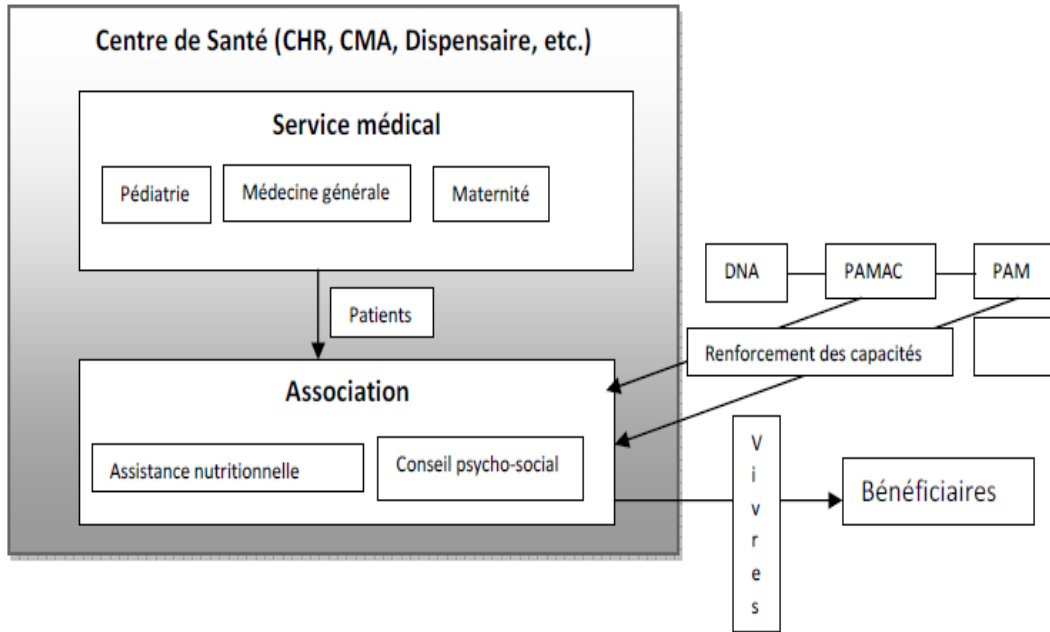 Centre de Santé (CHR, CMA, Dispensaire, etc.)
Service médical
Pédiatrie
Médecine générale
Maternité
Patients
DNA
PAMAC
PAM
Renforcement des capacités
Association
Assistance nutritionnelle
Conseil psycho-social
Vivres
Bénéficiaires